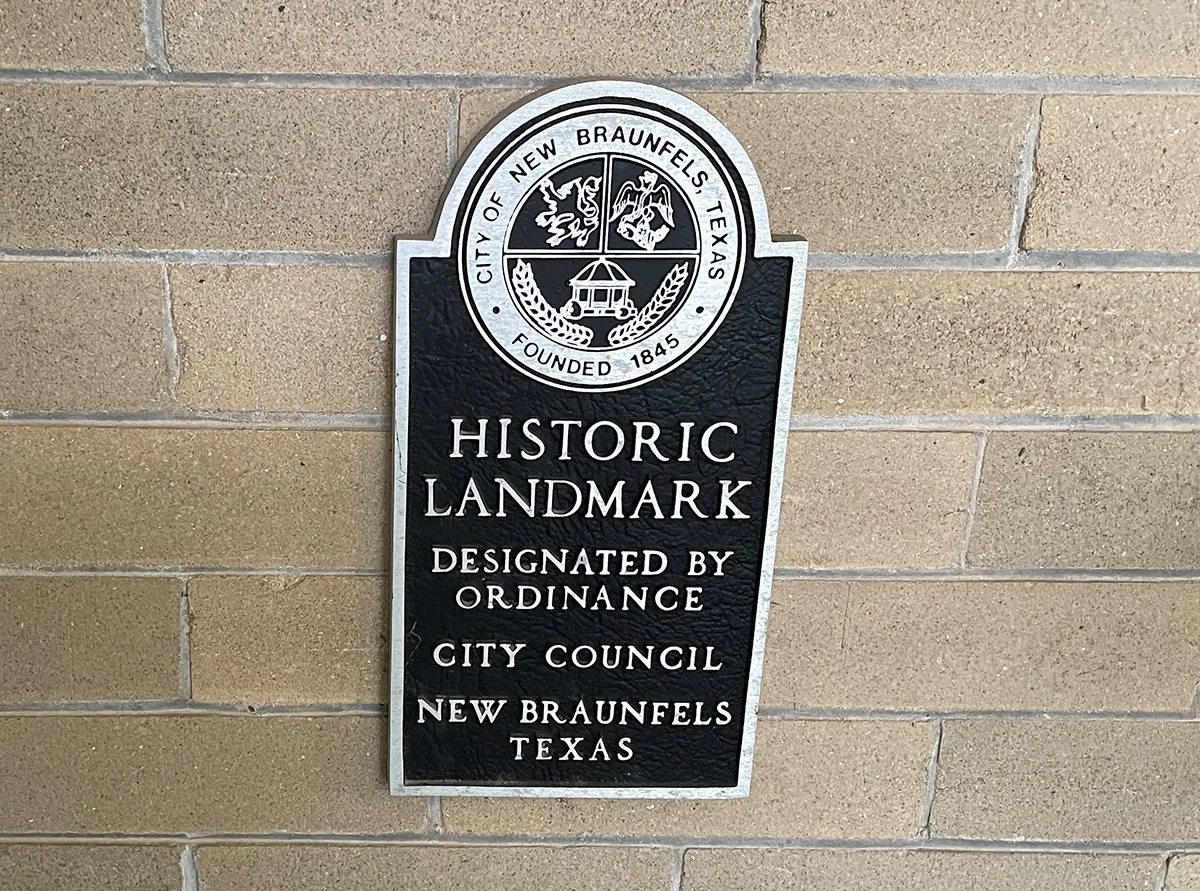 CITY OF NEW BRAUNFELS, TEXAS
FOUNDED 1845
HISTORIC
LANDMARK
DESIGNATED BY
ORDINANCE
CITY COUNCIL
NEW BRAUNFELS
TEXAS